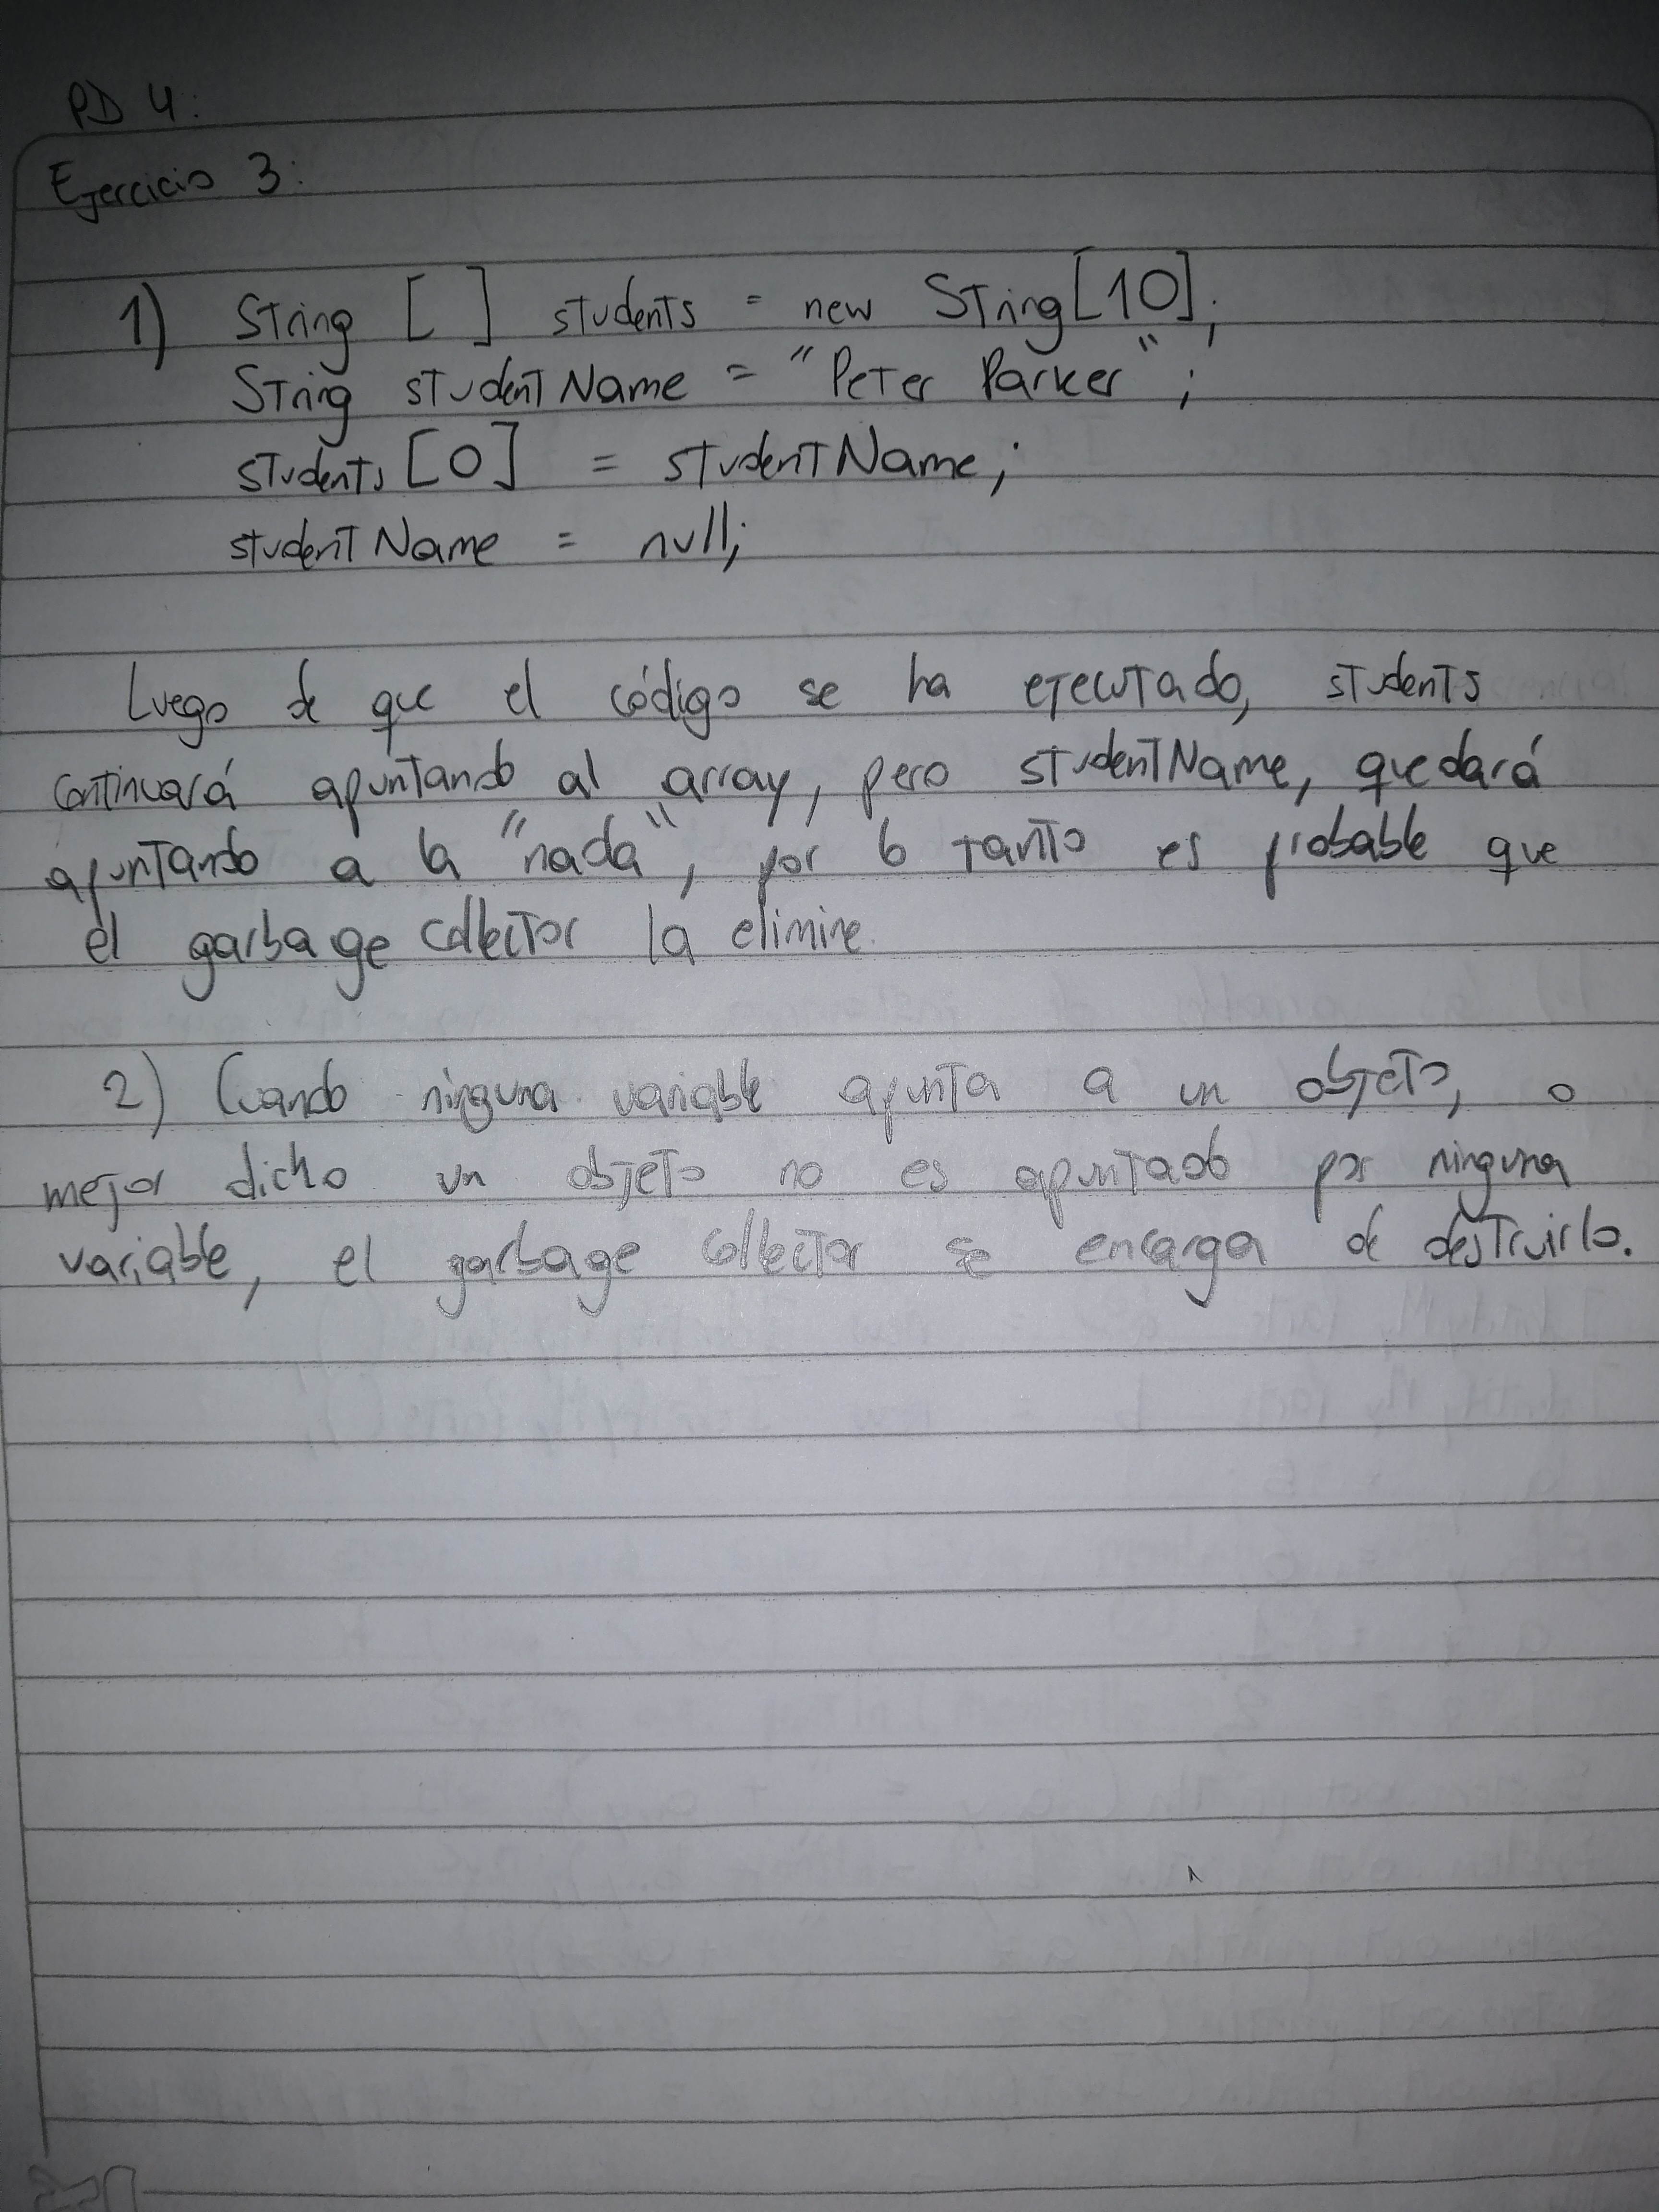 PD 4:
Ejercicio 3:
1) String [ ] students = new String[10];
String studentName = "Peter Parker";
students [0] = studentName;
studentName = null;
Luego de que el código se ha ejecutado, students
continuará apuntando al array, pero studentName, quedará
apuntando a la "nada", por lo tanto es probable que
el garbage collector la elimine.
2) Cuando ninguna variable apunta a un objeto, o
mejor dicho un objeto no es apuntado por ninguna
variable, el garbage collector se encarga de destruirlo.